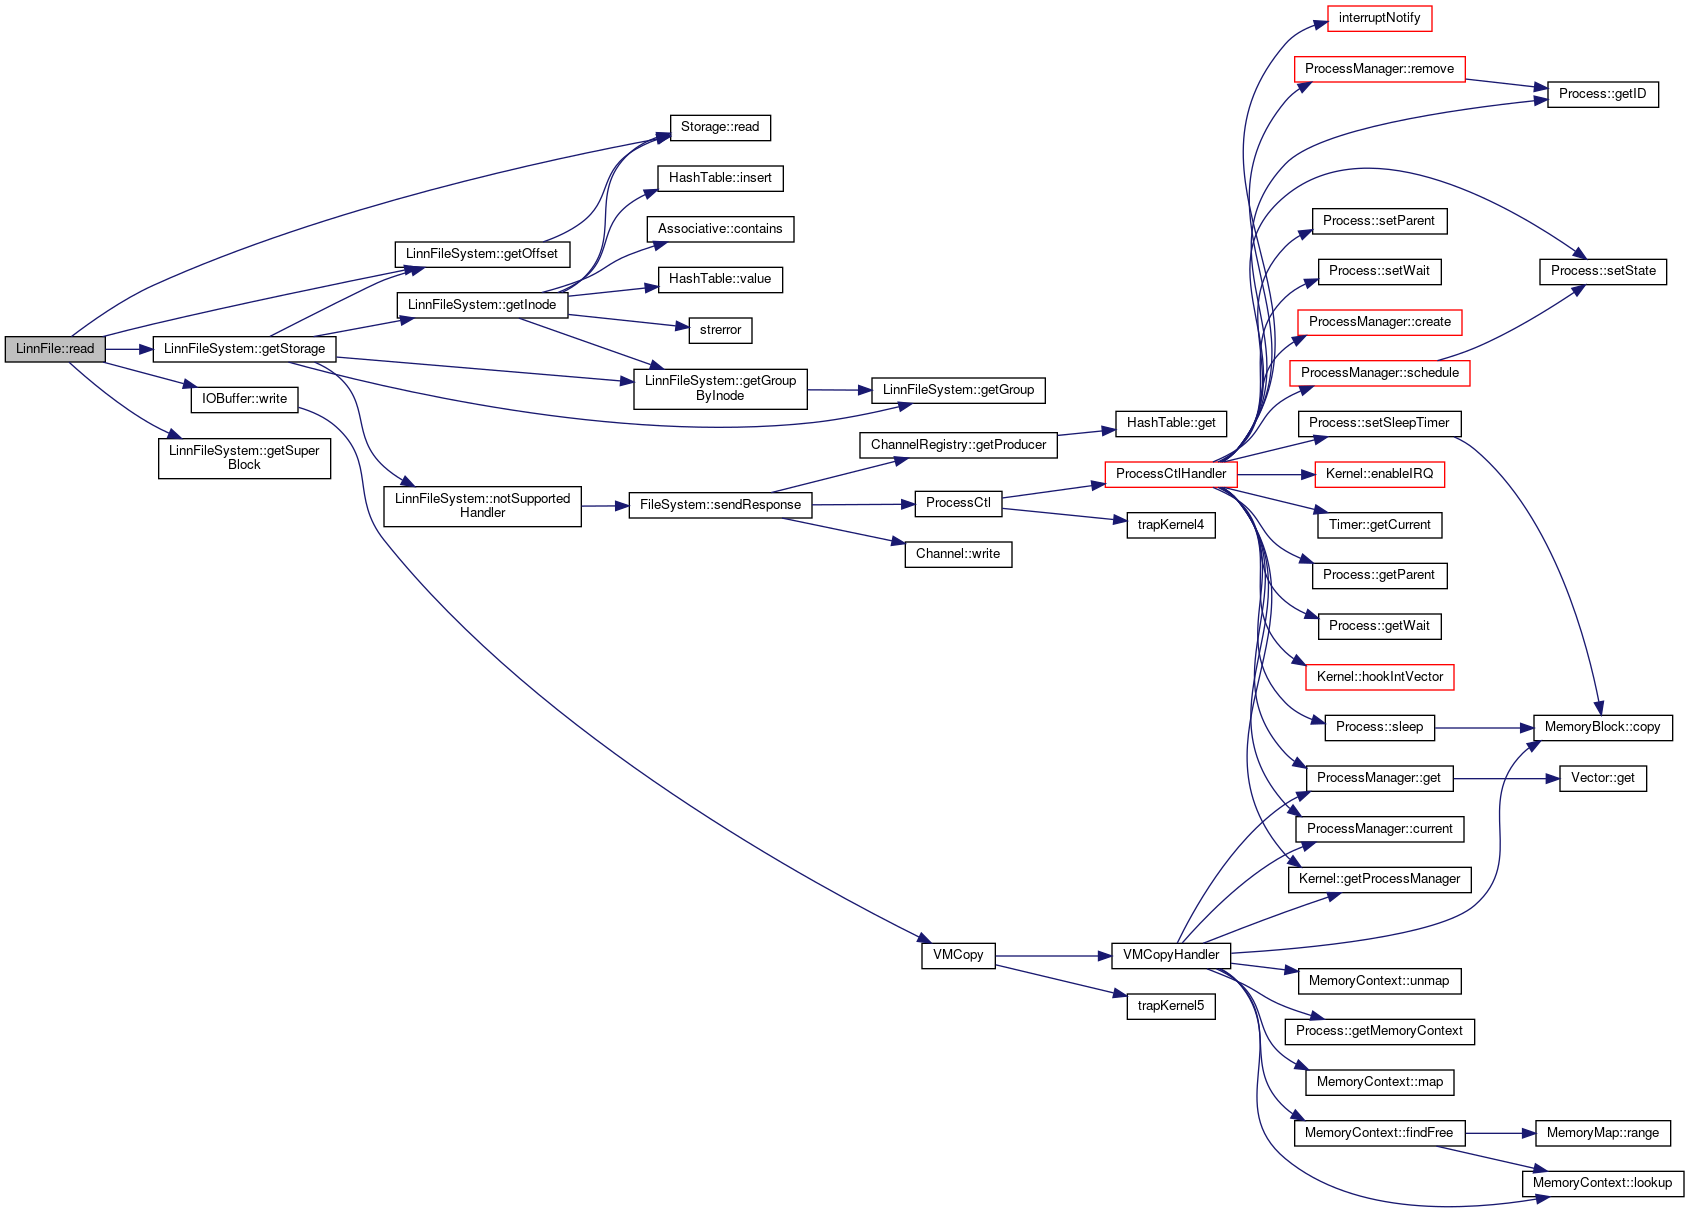 interruptNotify
ProcessManager::remove
Process::getID
Storage::read
HashTable::insert
Process::setParent
Associative::contains
LinnFileSystem::getOffset
Process::setWait
Process::setState
HashTable::value
LinnFileSystem::getInode
ProcessManager::create
strerror
LinnFile::read
LinnFileSystem::getStorage
ProcessManager::schedule
LinnFileSystem::getGroup
ByInode
LinnFileSystem::getGroup
IOBuffer::write
HashTable::get
Process::setSleepTimer
ChannelRegistry::getProducer
LinnFileSystem::getSuper
Block
ProcessCtlHandler
Kernel::enableIRQ
LinnFileSystem::notSupported
Handler
FileSystem::sendResponse
ProcessCtl
trapKernel4
Timer::getCurrent
Channel::write
Process::getParent
Process::getWait
Kernel::hookIntVector
Process::sleep
MemoryBlock::copy
ProcessManager::get
Vector::get
ProcessManager::current
Kernel::getProcessManager
VMCopy
VMCopyHandler
MemoryContext::unmap
trapKernel5
Process::getMemoryContext
MemoryContext::map
MemoryContext::findFree
MemoryMap::range
MemoryContext::lookup